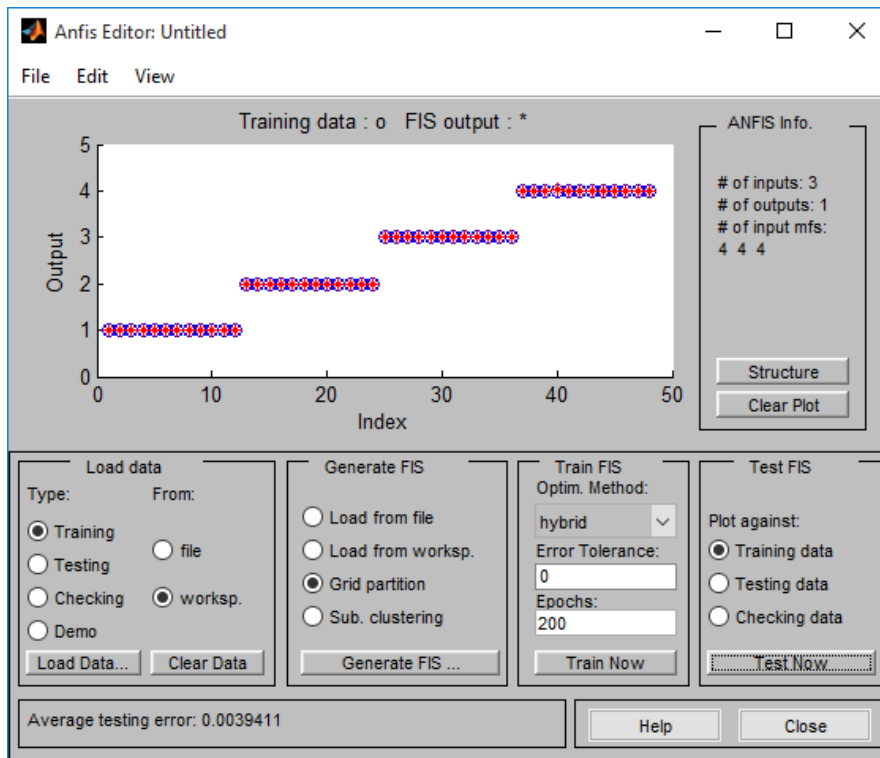 Anfis Editor: Untitled
File Edit View
Training data : o FIS output : *
5
4
3
2
1
0
Output
0 10 20 30 40 50
Index
ANFIS Info.
# of inputs: 3
# of outputs: 1
# of input mfs:
4 4 4
Structure
Clear Plot
Load data
Type: From:
Training
file
Testing
Checking
worksp.
Demo
Load Data... Clear Data
Generate FIS
Load from file
Load from worksp.
Grid partition
Sub. clustering
Generate FIS ...
Train FIS
Optim. Method:
hybrid
Error Tolerance:
0
Epochs:
200
Train Now
Test FIS
Plot against:
Training data
Testing data
Checking data
Test Now
Average testing error: 0.0039411
Help Close